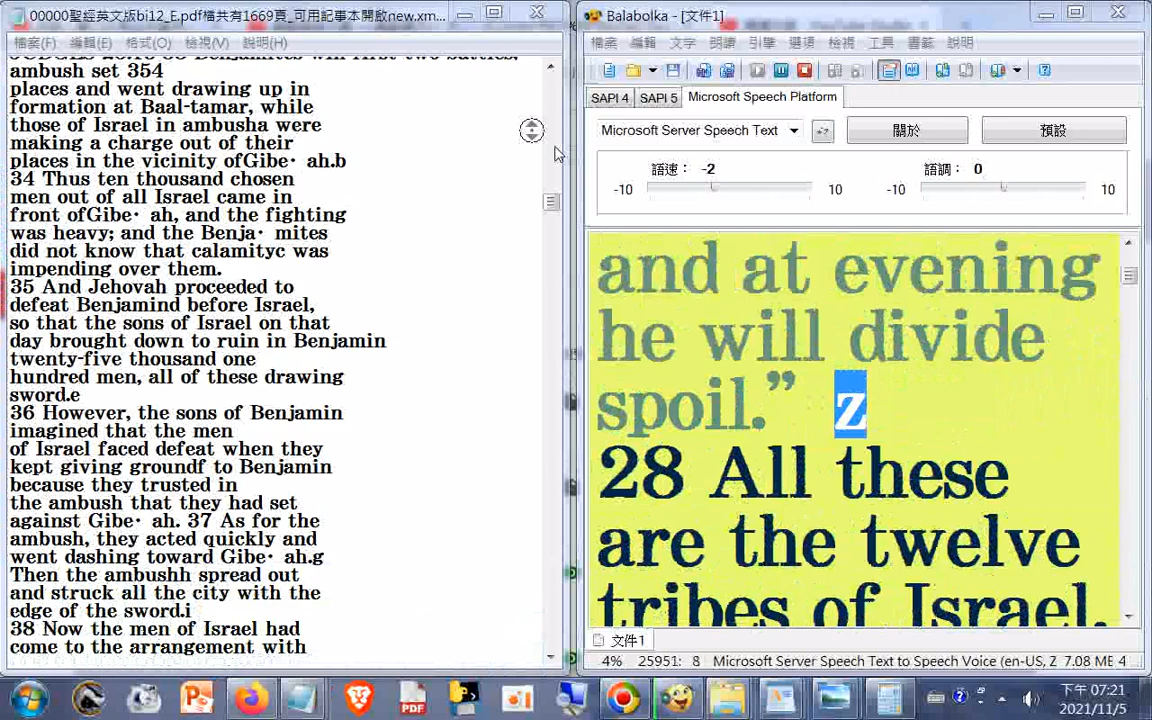 00000聖經英文版bi12_E.pdf檔共有1669頁_可用記事本開啟new.xm...
檔案(F) 編輯(E) 格式(O) 檢視(V) 說明(H)
ambush set 354
places and went drawing up in
formation at Baal-tamar, while
those of Israel in ambusha were
making a charge out of their
places in the vicinity ofGibe· ah.b
34 Thus ten thousand chosen
men out of all Israel came in
front ofGibe· ah, and the fighting
was heavy; and the Benja· mites
did not know that calamityc was
impending over them.
35 And Jehovah proceeded to
defeat Benjamind before Israel,
so that the sons of Israel on that
day brought down to ruin in Benjamin
twenty-five thousand one
hundred men, all of these drawing
sword.e
36 However, the sons of Benjamin
imagined that the men
of Israel faced defeat when they
kept giving groundf to Benjamin
because they trusted in
the ambush that they had set
against Gibe· ah. 37 As for the
ambush, they acted quickly and
went dashing toward Gibe· ah.g
Then the ambushh spread out
and struck all the city with the
edge of the sword.i
38 Now the men of Israel had
come to the arrangement with
Balabolka - [文件1]
檔案 編輯 文字 朗讀 引擎 選項 檢視 工具 書籤 說明
SAPI 4 SAPI 5 Microsoft Speech Platform
Microsoft Server Speech Text 關於 預設
語速： -2 語調： 0
-10 10 -10 10
and at evening
he will divide
spoil.” z
28 All these
are the twelve
tribes of Israel.
文件1
4% 25951: 8 Microsoft Server Speech Text to Speech Voice (en-US, Z 7.08 ME 4
PDF
下午 07:21
2021/11/5